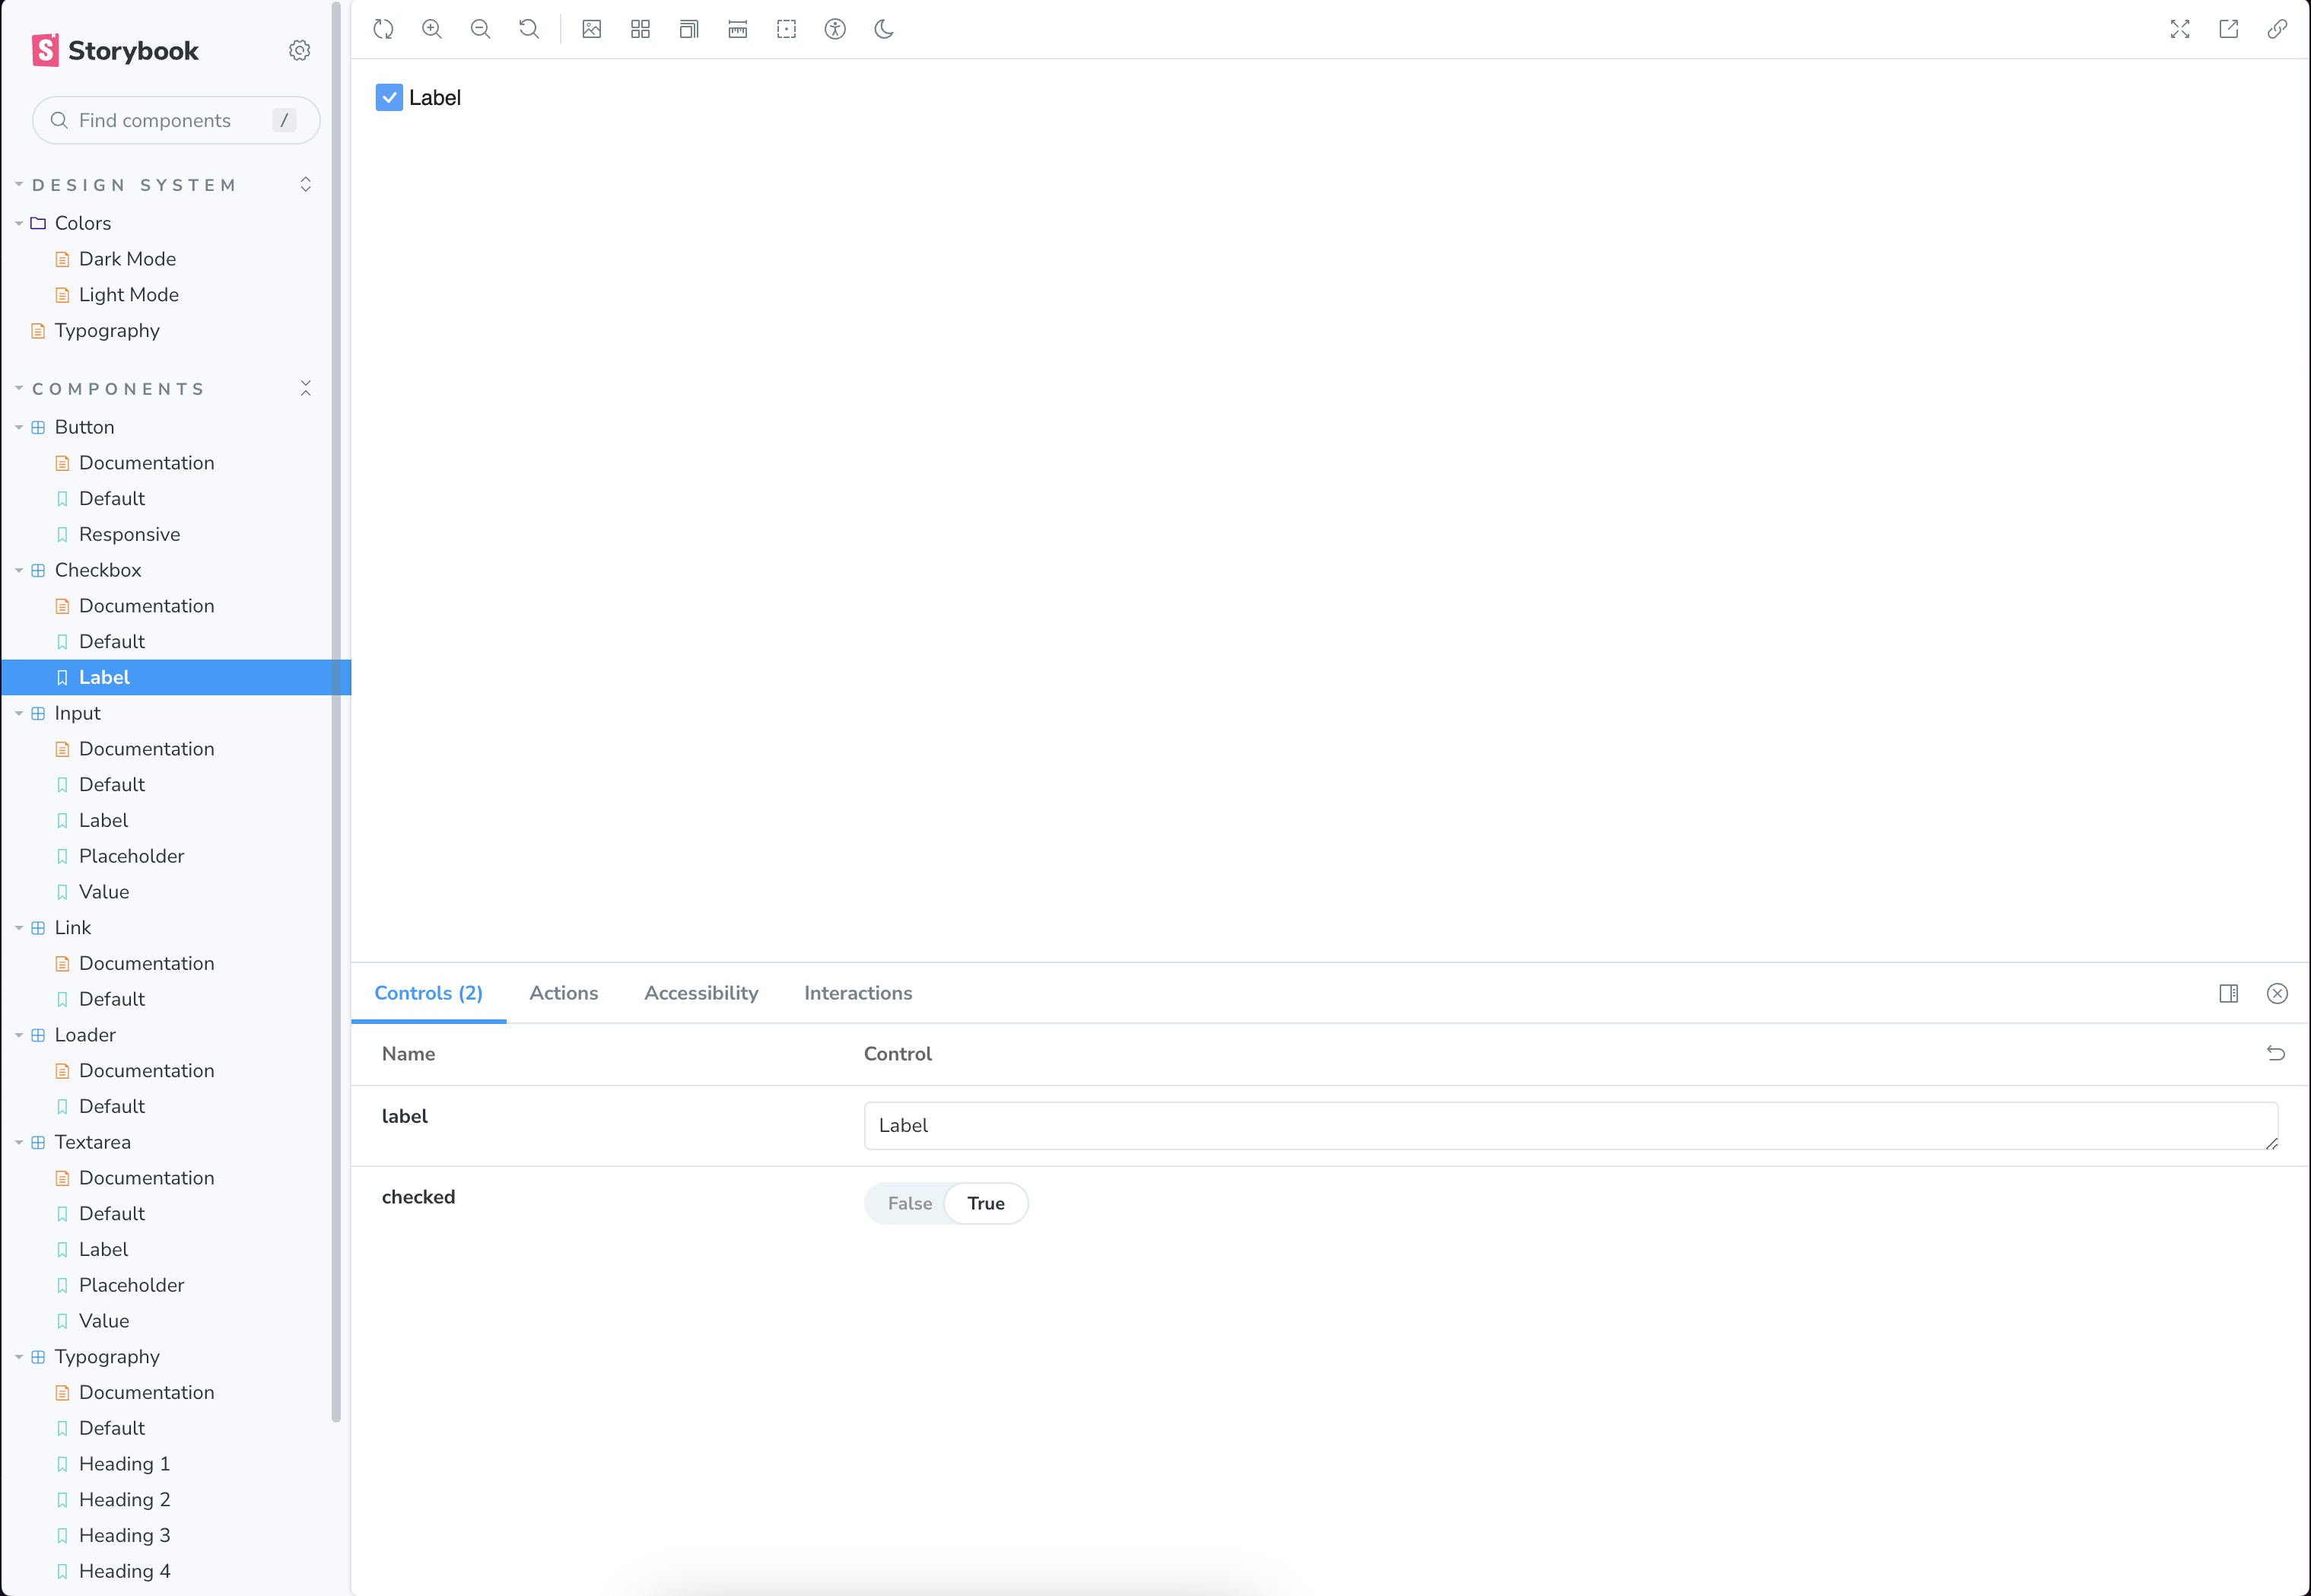 Storybook
Find components
/
DESIGN SYSTEM
Colors
Dark Mode
Light Mode
Typography
COMPONENTS
Button
Documentation
Default
Responsive
Checkbox
Documentation
Default
Label
Input
Documentation
Default
Label
Placeholder
Value
Link
Documentation
Default
Loader
Documentation
Default
Textarea
Documentation
Default
Label
Placeholder
Value
Typography
Documentation
Default
Heading 1
Heading 2
Heading 3
Heading 4
Label
Controls (2) Actions Accessibility Interactions
Name Control
label Label
checked False True